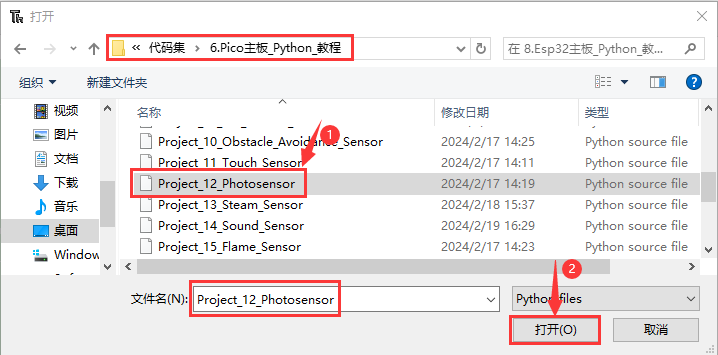 打开
« 代码集 › 6.Pico主板_Python_教程
在 8.Esp32主板_Python_教...
组织
新建文件夹
名称 修改日期 类型
Project_10_Obstacle_Avoidance_Sensor 2024/2/17 14:25 Python source file
Project_11_Touch_Sensor 2024/2/17 14:11 Python source file
Project_12_Photosensor 2024/2/17 14:19 Python source file
Project_13_Steam_Sensor 2024/2/18 15:37 Python source file
Project_14_Sound_Sensor 2024/2/19 16:29 Python source file
Project_15_Flame_Sensor 2024/2/17 14:23 Python source file
视频
图片
文档
下载
音乐
桌面
Window
1
2
文件名(N): Project_12_Photosensor
Python files
打开(O) 取消